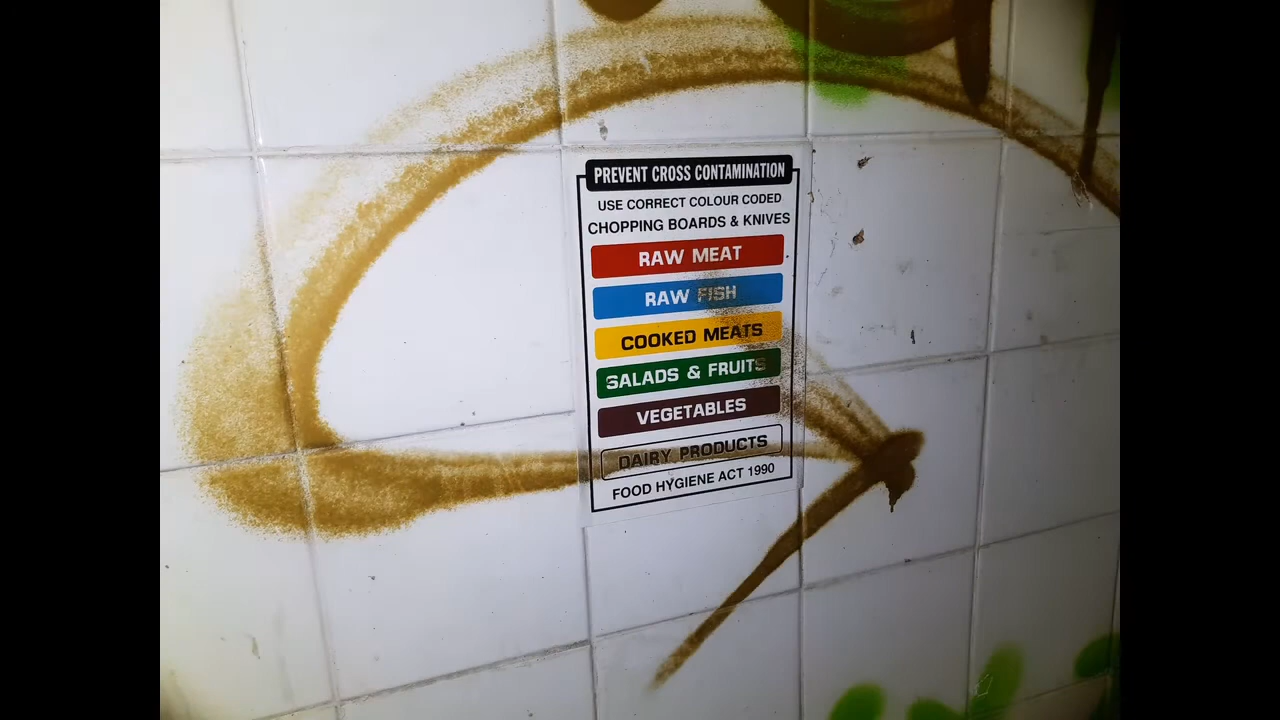 PREVENT CROSS CONTAMINATION
USE CORRECT COLOUR CODED
CHOPPING BOARDS & KNIVES
RAW MEAT
RAW FISH
COOKED MEATS
SALADS & FRUITS
VEGETABLES
DAIRY PRODUCTS
FOOD HYGIENE ACT 1990